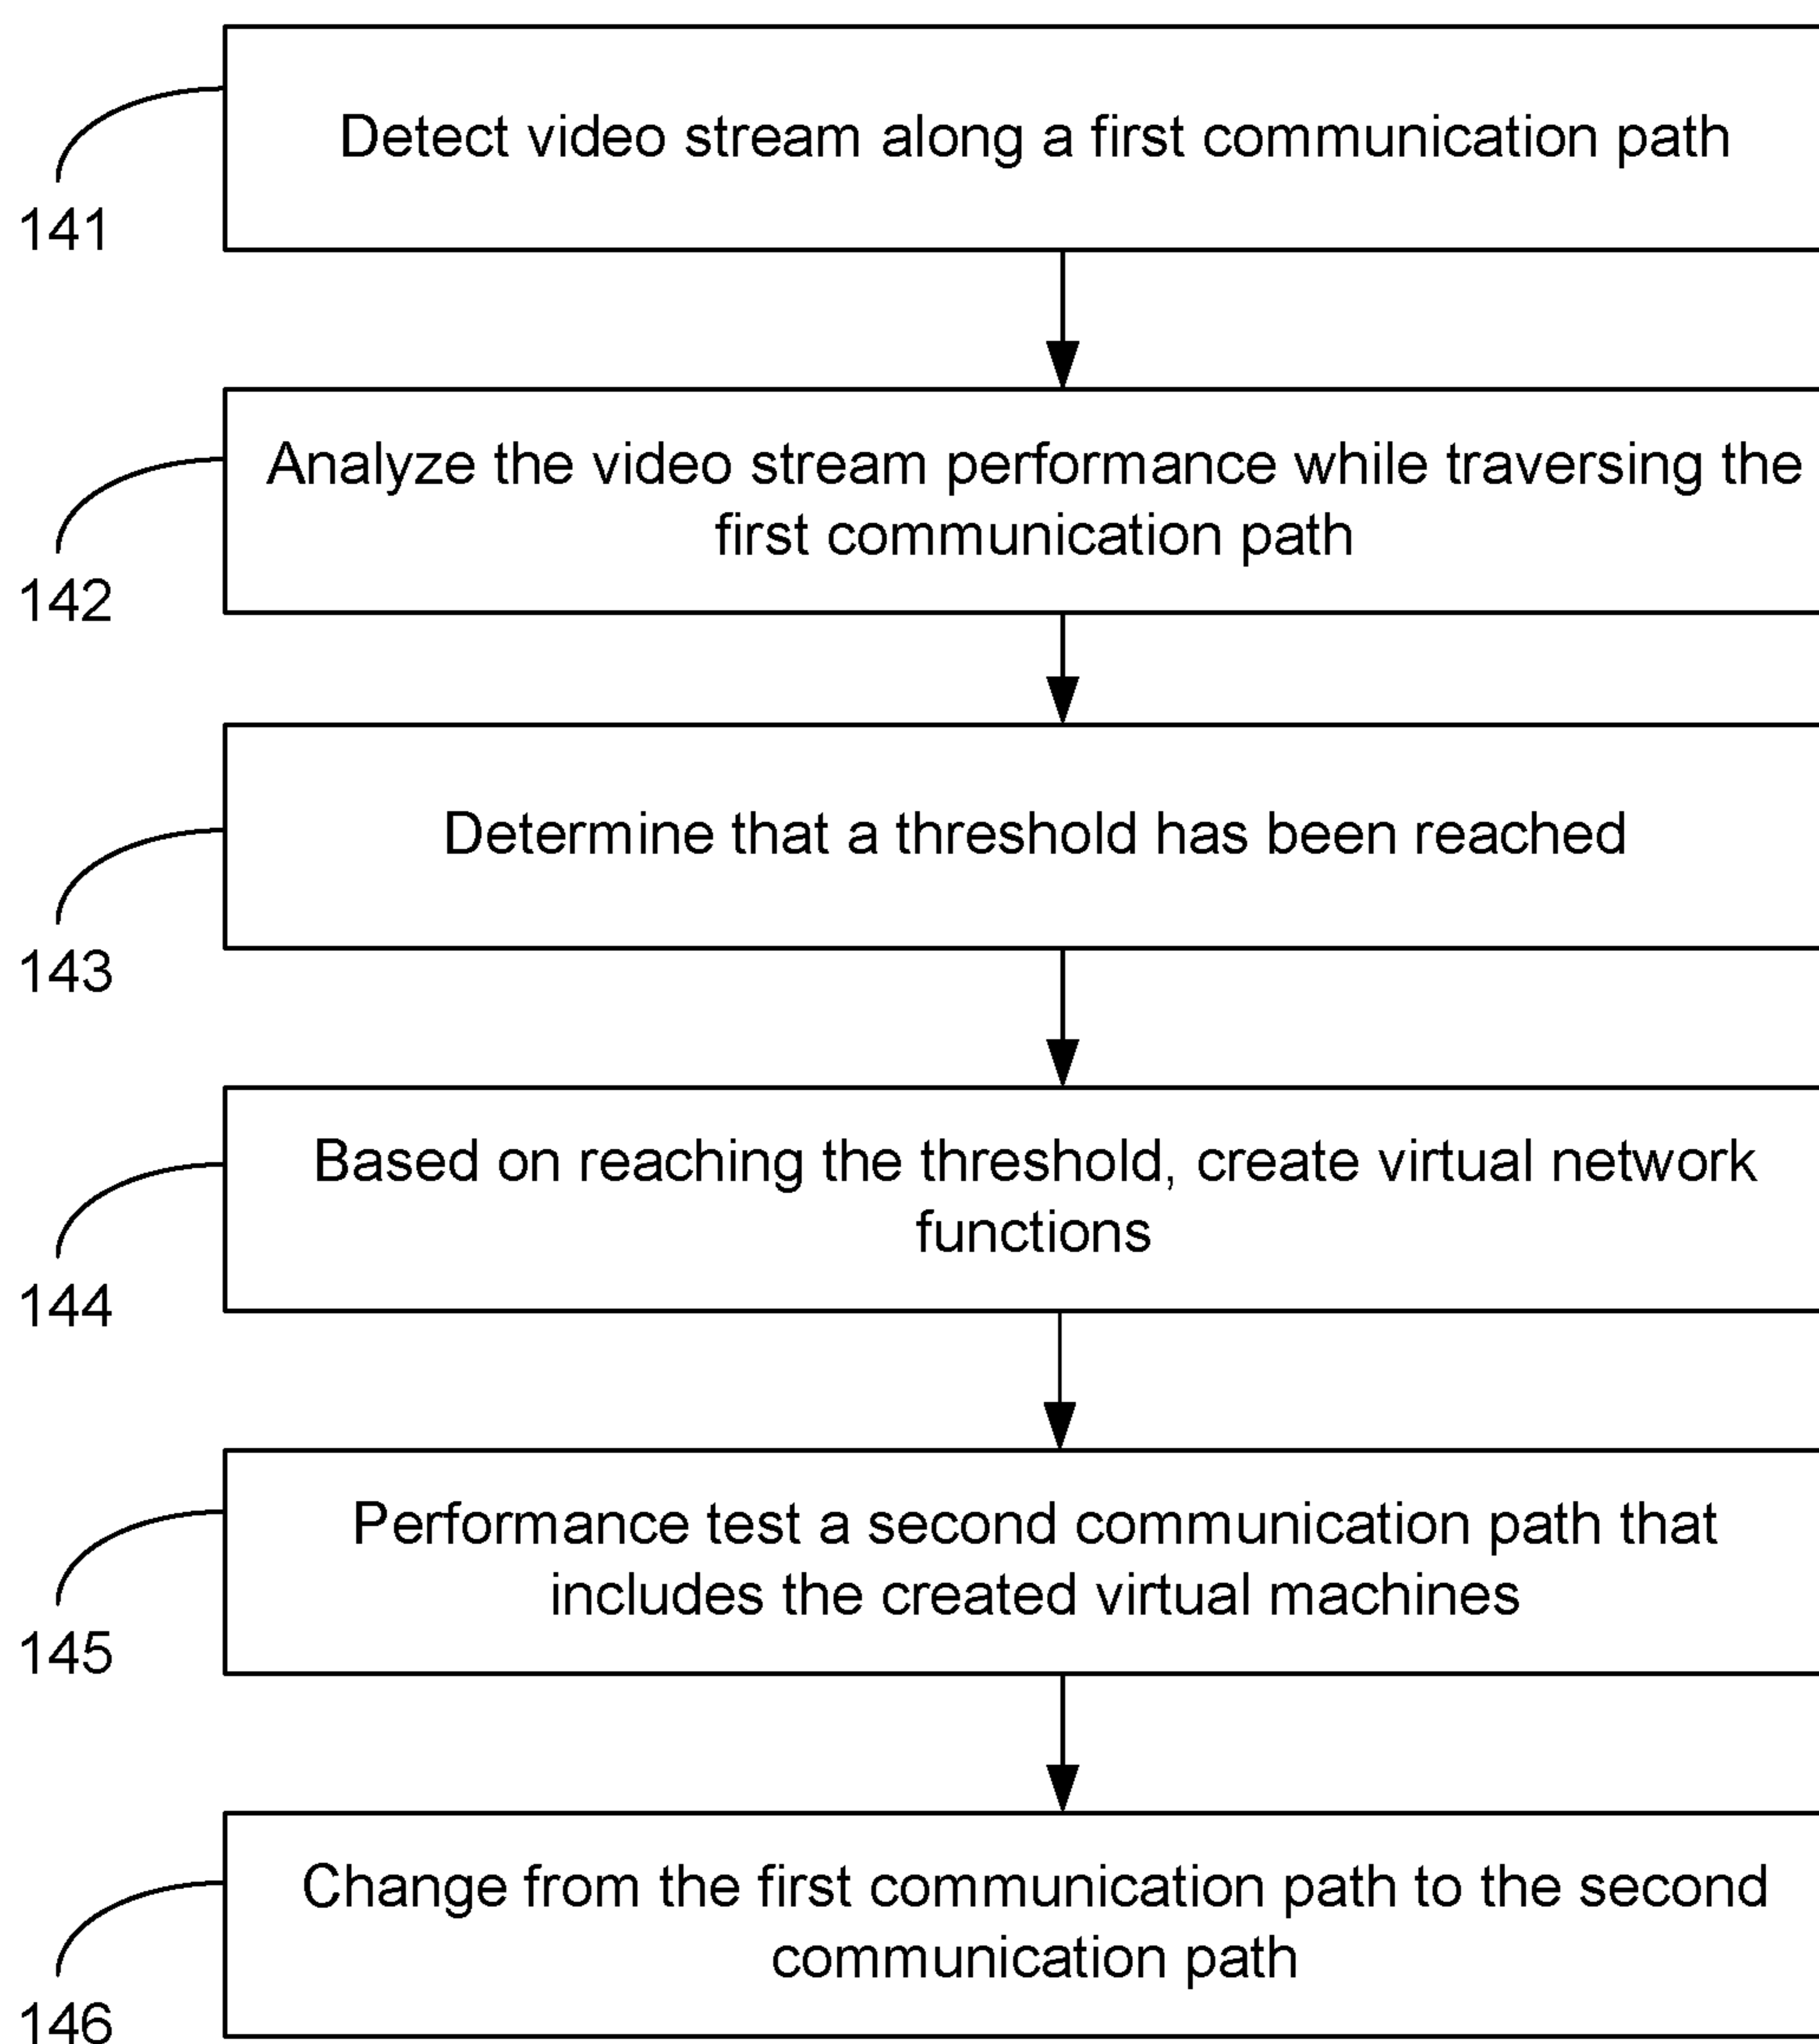 Detect video stream along a first communication path
141
Analyze the video stream performance while traversing the
first communication path
142
Determine that a threshold has been reached
143
Based on reaching the threshold, create virtual network
functions
144
Performance test a second communication path that
includes the created virtual machines
145
Change from the first communication path to the second
communication path
146